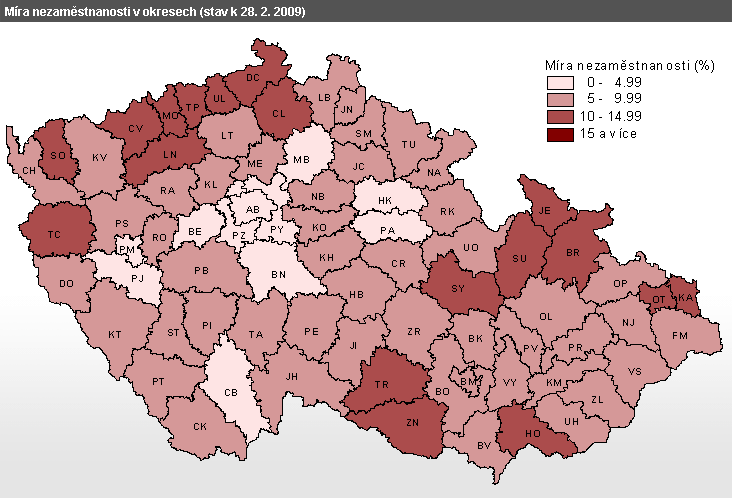 Míra nezaměstnanosti v okresech (stav k 28. 2. 2009)
Míra nezaměstnanosti (%)
0 - 4.99
5 - 9.99
10 - 14.99
15 a více
DC
LB
TP
UL
CL
JN
CV
MO
SM
LT
TU
SO
KV
LN
MB
CH
ME
JC
NA
RA
KL
NB
HK
AB
RK
JE
TC
PS
RO
BE
PZ
PY
KO
PA
PM
UO
SU
BR
PJ
PB
BN
KH
CR
DO
HB
SY
OP
OT
KA
OL
NJ
KT
ST
PI
TA
PE
JI
ZR
BK
PV
PR
FM
PT
CB
JH
TR
BO
BM
VY
KM
VS
ZL
CK
ZN
BV
HO
UH